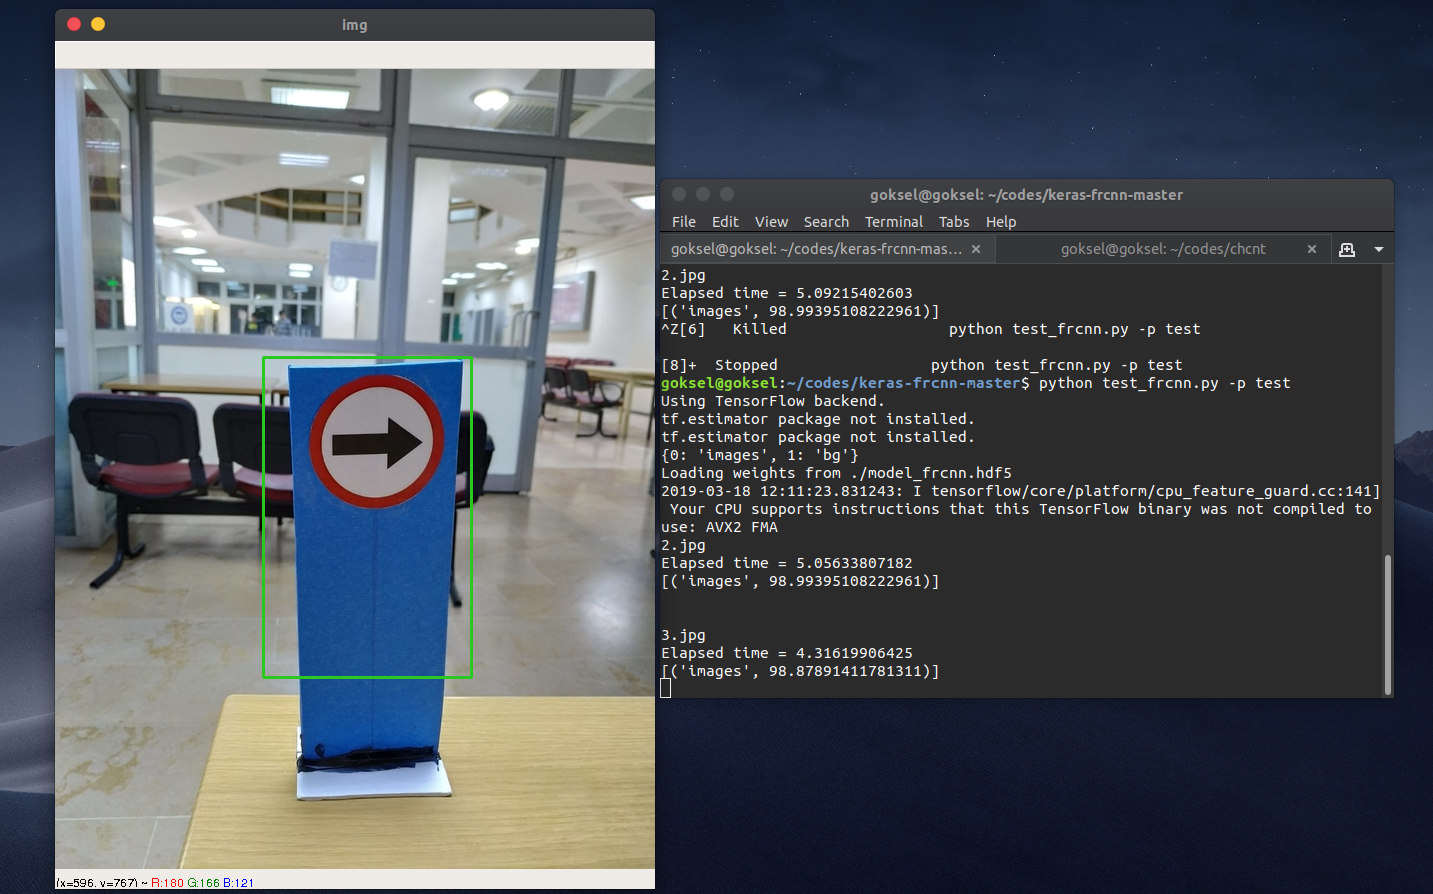 img
(x=596, y=767) ~ R:180 G:166 B:121
goksel@goksel: ~/codes/keras-frcnn-master
File Edit View Search Terminal Tabs Help
goksel@goksel: ~/codes/keras-frcnn-mas... × goksel@goksel: ~/codes/chcnt ×
2.jpg
Elapsed time = 5.09215402603
[('images', 98.99395108222961)]
^Z[6]   Killed                  python test_frcnn.py -p test
[8]+  Stopped                 python test_frcnn.py -p test
goksel@goksel:~/codes/keras-frcnn-master$ python test_frcnn.py -p test
Using TensorFlow backend.
tf.estimator package not installed.
tf.estimator package not installed.
{0: 'images', 1: 'bg'}
Loading weights from ./model_frcnn.hdf5
2019-03-18 12:11:23.831243: I tensorflow/core/platform/cpu_feature_guard.cc:141]
 Your CPU supports instructions that this TensorFlow binary was not compiled to
use: AVX2 FMA
2.jpg
Elapsed time = 5.05633807182
[('images', 98.99395108222961)]
3.jpg
Elapsed time = 4.31619906425
[('images', 98.87891411781311)]